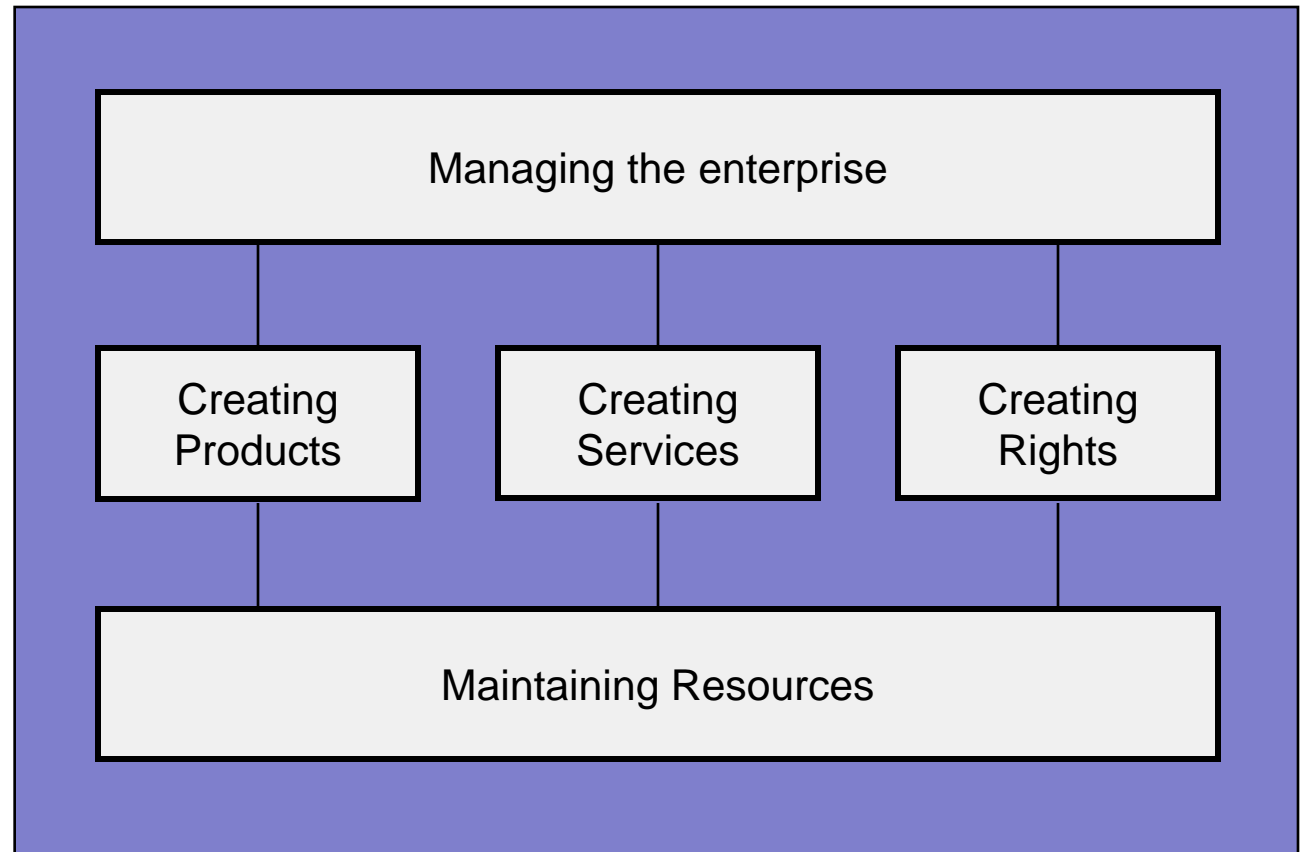 Managing the enterprise
Creating
Products
Creating
Services
Creating
Rights
Maintaining Resources